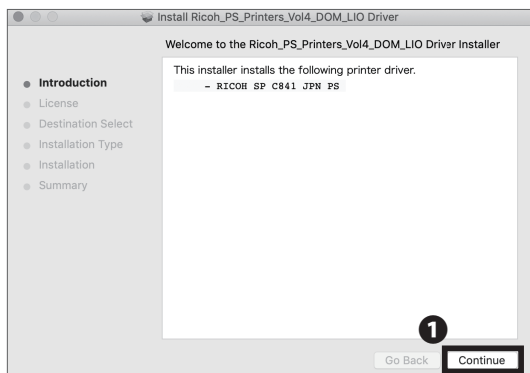 Install Ricoh_PS_Printers_Vol4_DOM_LIO Driver
Welcome to the Ricoh_PS_Printers_Vol4_DOM_LIO Driver Installer
Introduction
License
Destination Select
Installation Type
Installation
Summary
This installer installs the following printer driver.
- RICOH SP C841 JPN PS
1
Go Back
Continue